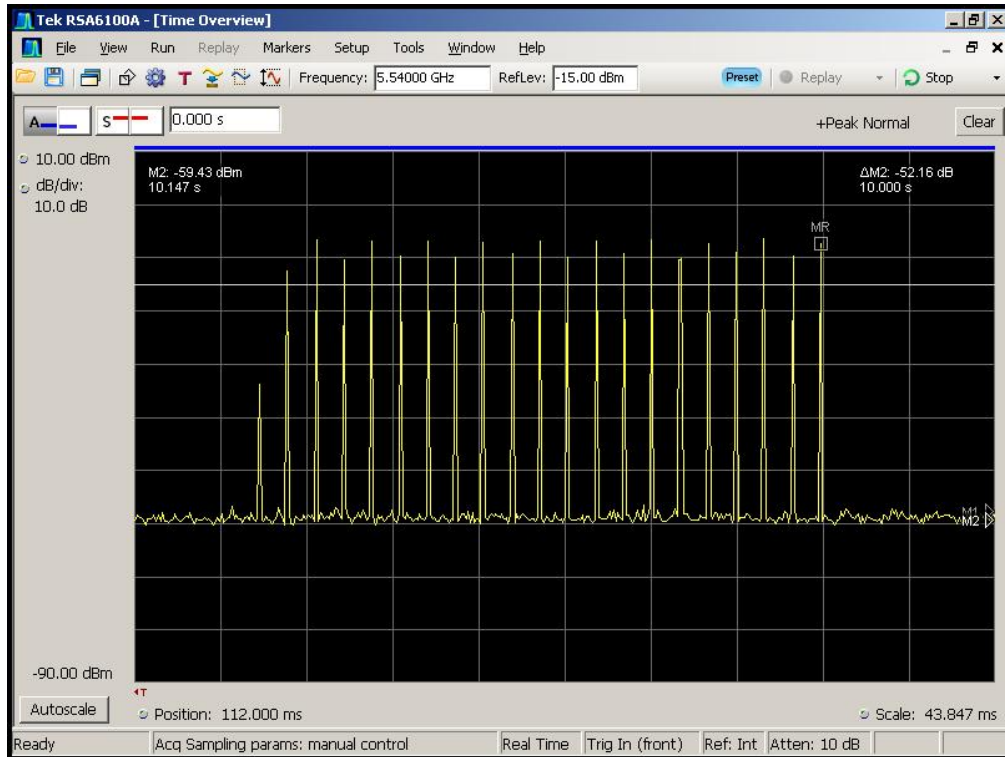 Tek RSA6100A - [Time Overview]
File View Run Replay Markers Setup Tools Window Help
T Frequency: 5.54000 GHz RefLev: -15.00 dBm Preset Replay Stop
A S 0.000 s +Peak Normal Clear
10.00 dBm
dB/div:
10.0 dB
M2: -59.43 dBm
10.147 s
ΔM2: -52.16 dB
10.000 s
MR
M1
M2
-90.00 dBm
T
Autoscale Position: 112.000 ms Scale: 43.847 ms
Ready Acq Sampling params: manual control Real Time Trig In (front) Ref: Int Atten: 10 dB